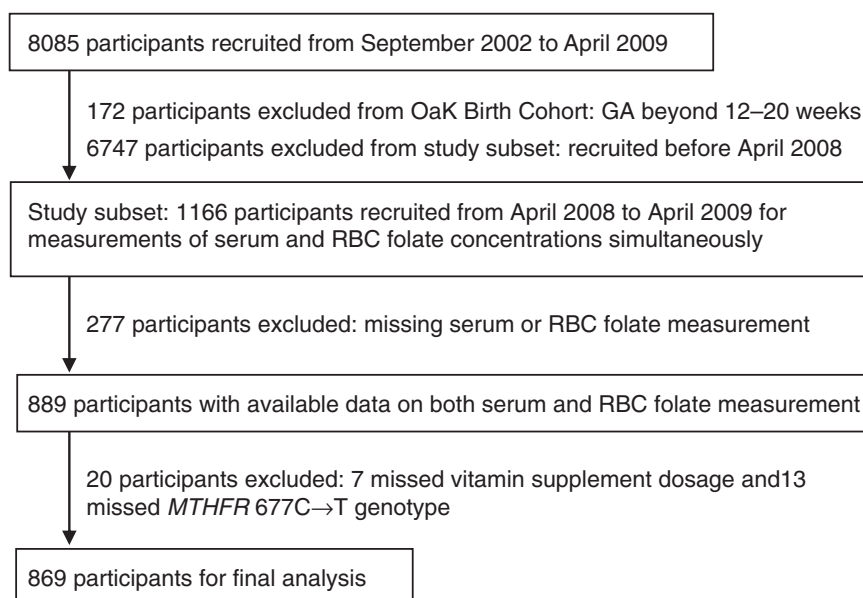 8085 participants recruited from September 2002 to April 2009
172 participants excluded from OaK Birth Cohort: GA beyond 12–20 weeks
6747 participants excluded from study subset: recruited before April 2008
Study subset: 1166 participants recruited from April 2008 to April 2009 for
measurements of serum and RBC folate concentrations simultaneously
277 participants excluded: missing serum or RBC folate measurement
889 participants with available data on both serum and RBC folate measurement
20 participants excluded: 7 missed vitamin supplement dosage and13
missed MTHFR 677C→T genotype
869 participants for final analysis